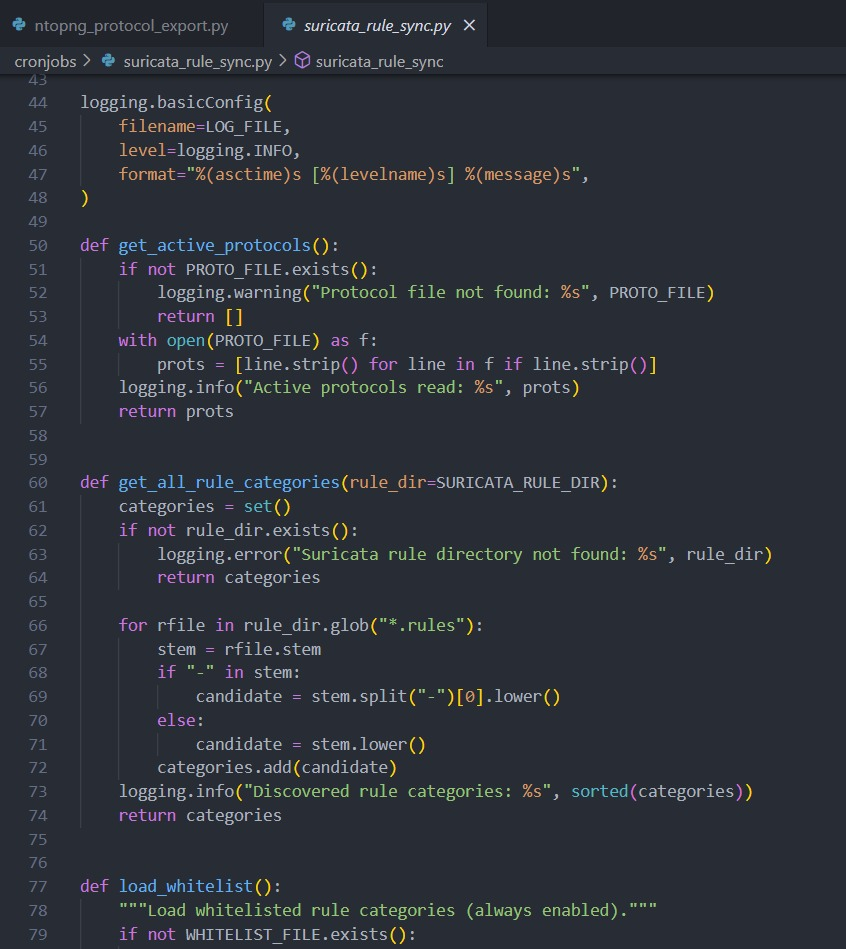 ntopng_protocol_export.py
suricata_rule_sync.py
cronjobs > suricata_rule_sync.py > suricata_rule_sync
43
44 logging.basicConfig(
45     filename=LOG_FILE,
46     level=logging.INFO,
47     format="%(asctime)s [%(levelname)s] %(message)s",
48 )
49
50 def get_active_protocols():
51     if not PROTO_FILE.exists():
52         logging.warning("Protocol file not found: %s", PROTO_FILE)
53         return []
54     with open(PROTO_FILE) as f:
55         prots = [line.strip() for line in f if line.strip()]
56     logging.info("Active protocols read: %s", prots)
57     return prots
58
59
60 def get_all_rule_categories(rule_dir=SURICATA_RULE_DIR):
61     categories = set()
62     if not rule_dir.exists():
63         logging.error("Suricata rule directory not found: %s", rule_dir)
64         return categories
65
66     for rfile in rule_dir.glob("*.rules"):
67         stem = rfile.stem
68         if "-" in stem:
69             candidate = stem.split("-")[0].lower()
70         else:
71             candidate = stem.lower()
72         categories.add(candidate)
73     logging.info("Discovered rule categories: %s", sorted(categories))
74     return categories
75
76
77 def load_whitelist():
78     """Load whitelisted rule categories (always enabled)."""
79     if not WHITELIST_FILE.exists():